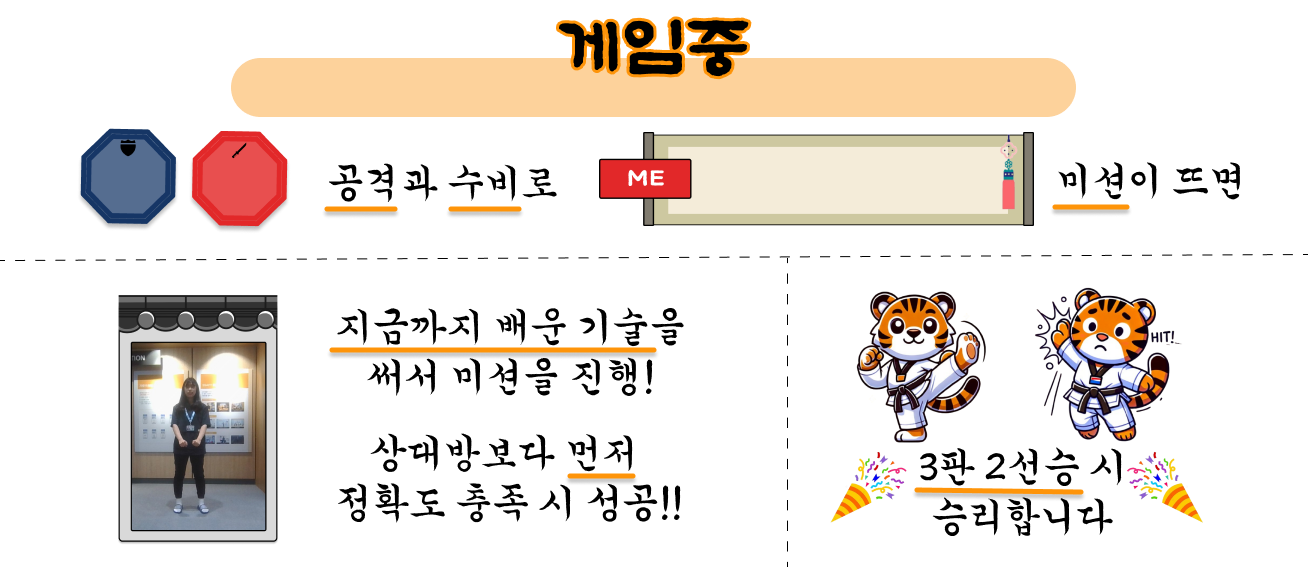 게임중
공격과 수비로
ME
미션이 뜨면
지금까지 배운 기술을
써서 미션을 진행!
상대방보다 먼저
정확도 충족 시 성공!!
HIT!
3판 2선승 시
승리합니다